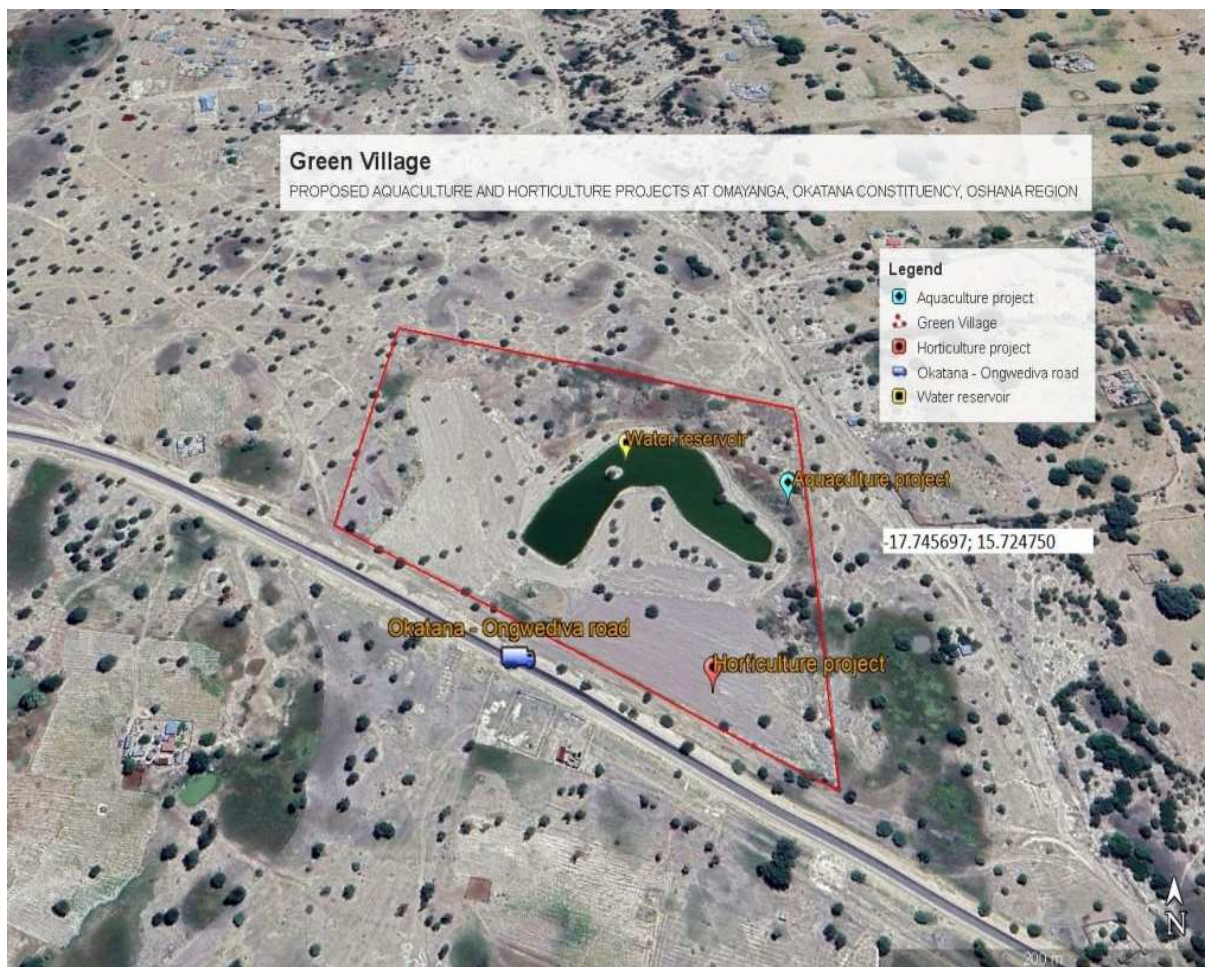 Green Village
PROPOSED AQUACULTURE AND HORTICULTURE PROJECTS AT OMAYANGA, OKATANA CONSTITUENCY, OSHANA REGION
Legend
Aquaculture project
Green Village
Horticulture project
Okatana - Ongwediva road
Water reservoir
Water reservoir
Aquaculture project
-17.745697; 15.724750
Okatana - Ongwediva road
Horticulture project
N
200 m